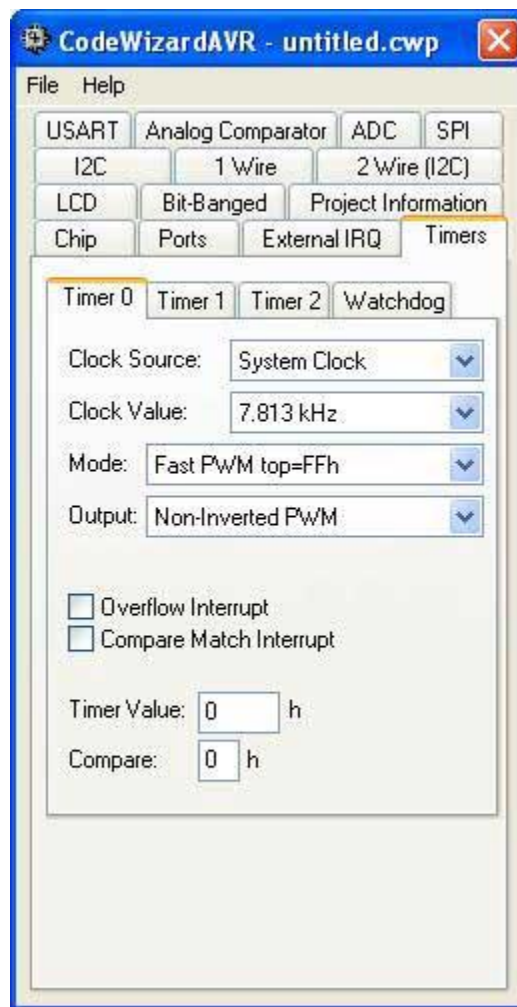 CodeWizardAVR - untitled.cwp
File Help
USART Analog Comparator ADC SPI
I2C 1 Wire 2 Wire (I2C)
LCD Bit-Banged Project Information
Chip Ports External IRQ Timers
Timer 0 Timer 1 Timer 2 Watchdog
Clock Source: System Clock
Clock Value: 7.813 kHz
Mode: Fast PWM top=FFh
Output: Non-Inverted PWM
Overflow Interrupt
Compare Match Interrupt
Timer Value: 0 h
Compare: 0 h